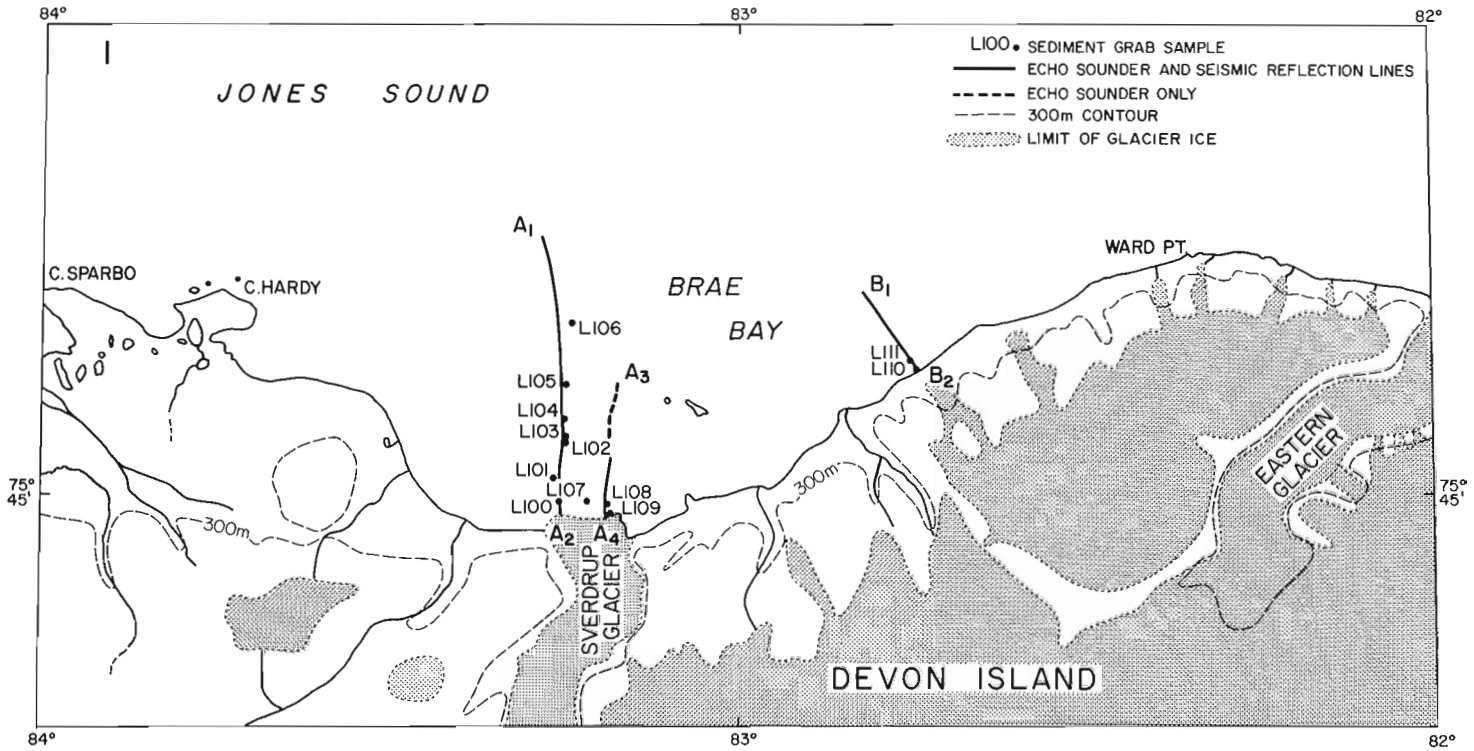 84°
83°
82°
I
JONES SOUND
L100 • SEDIMENT GRAB SAMPLE
ECHO SOUNDER AND SEISMIC REFLECTION LINES
ECHO SOUNDER ONLY
300m CONTOUR
LIMIT OF GLACIER ICE
A1
C. SPARBO
C. HARDY
WARD PT.
BRAE
BAY
B1
L106
L111
L110
B2
L105
A3
L104
L103
L102
L101
L107
L108
L100
L109
75°
45'
75°
45'
300m
300m
A2
A4
SVERDRUP
GLACIER
EASTERN
GLACIER
DEVON ISLAND
84°
83°
82°